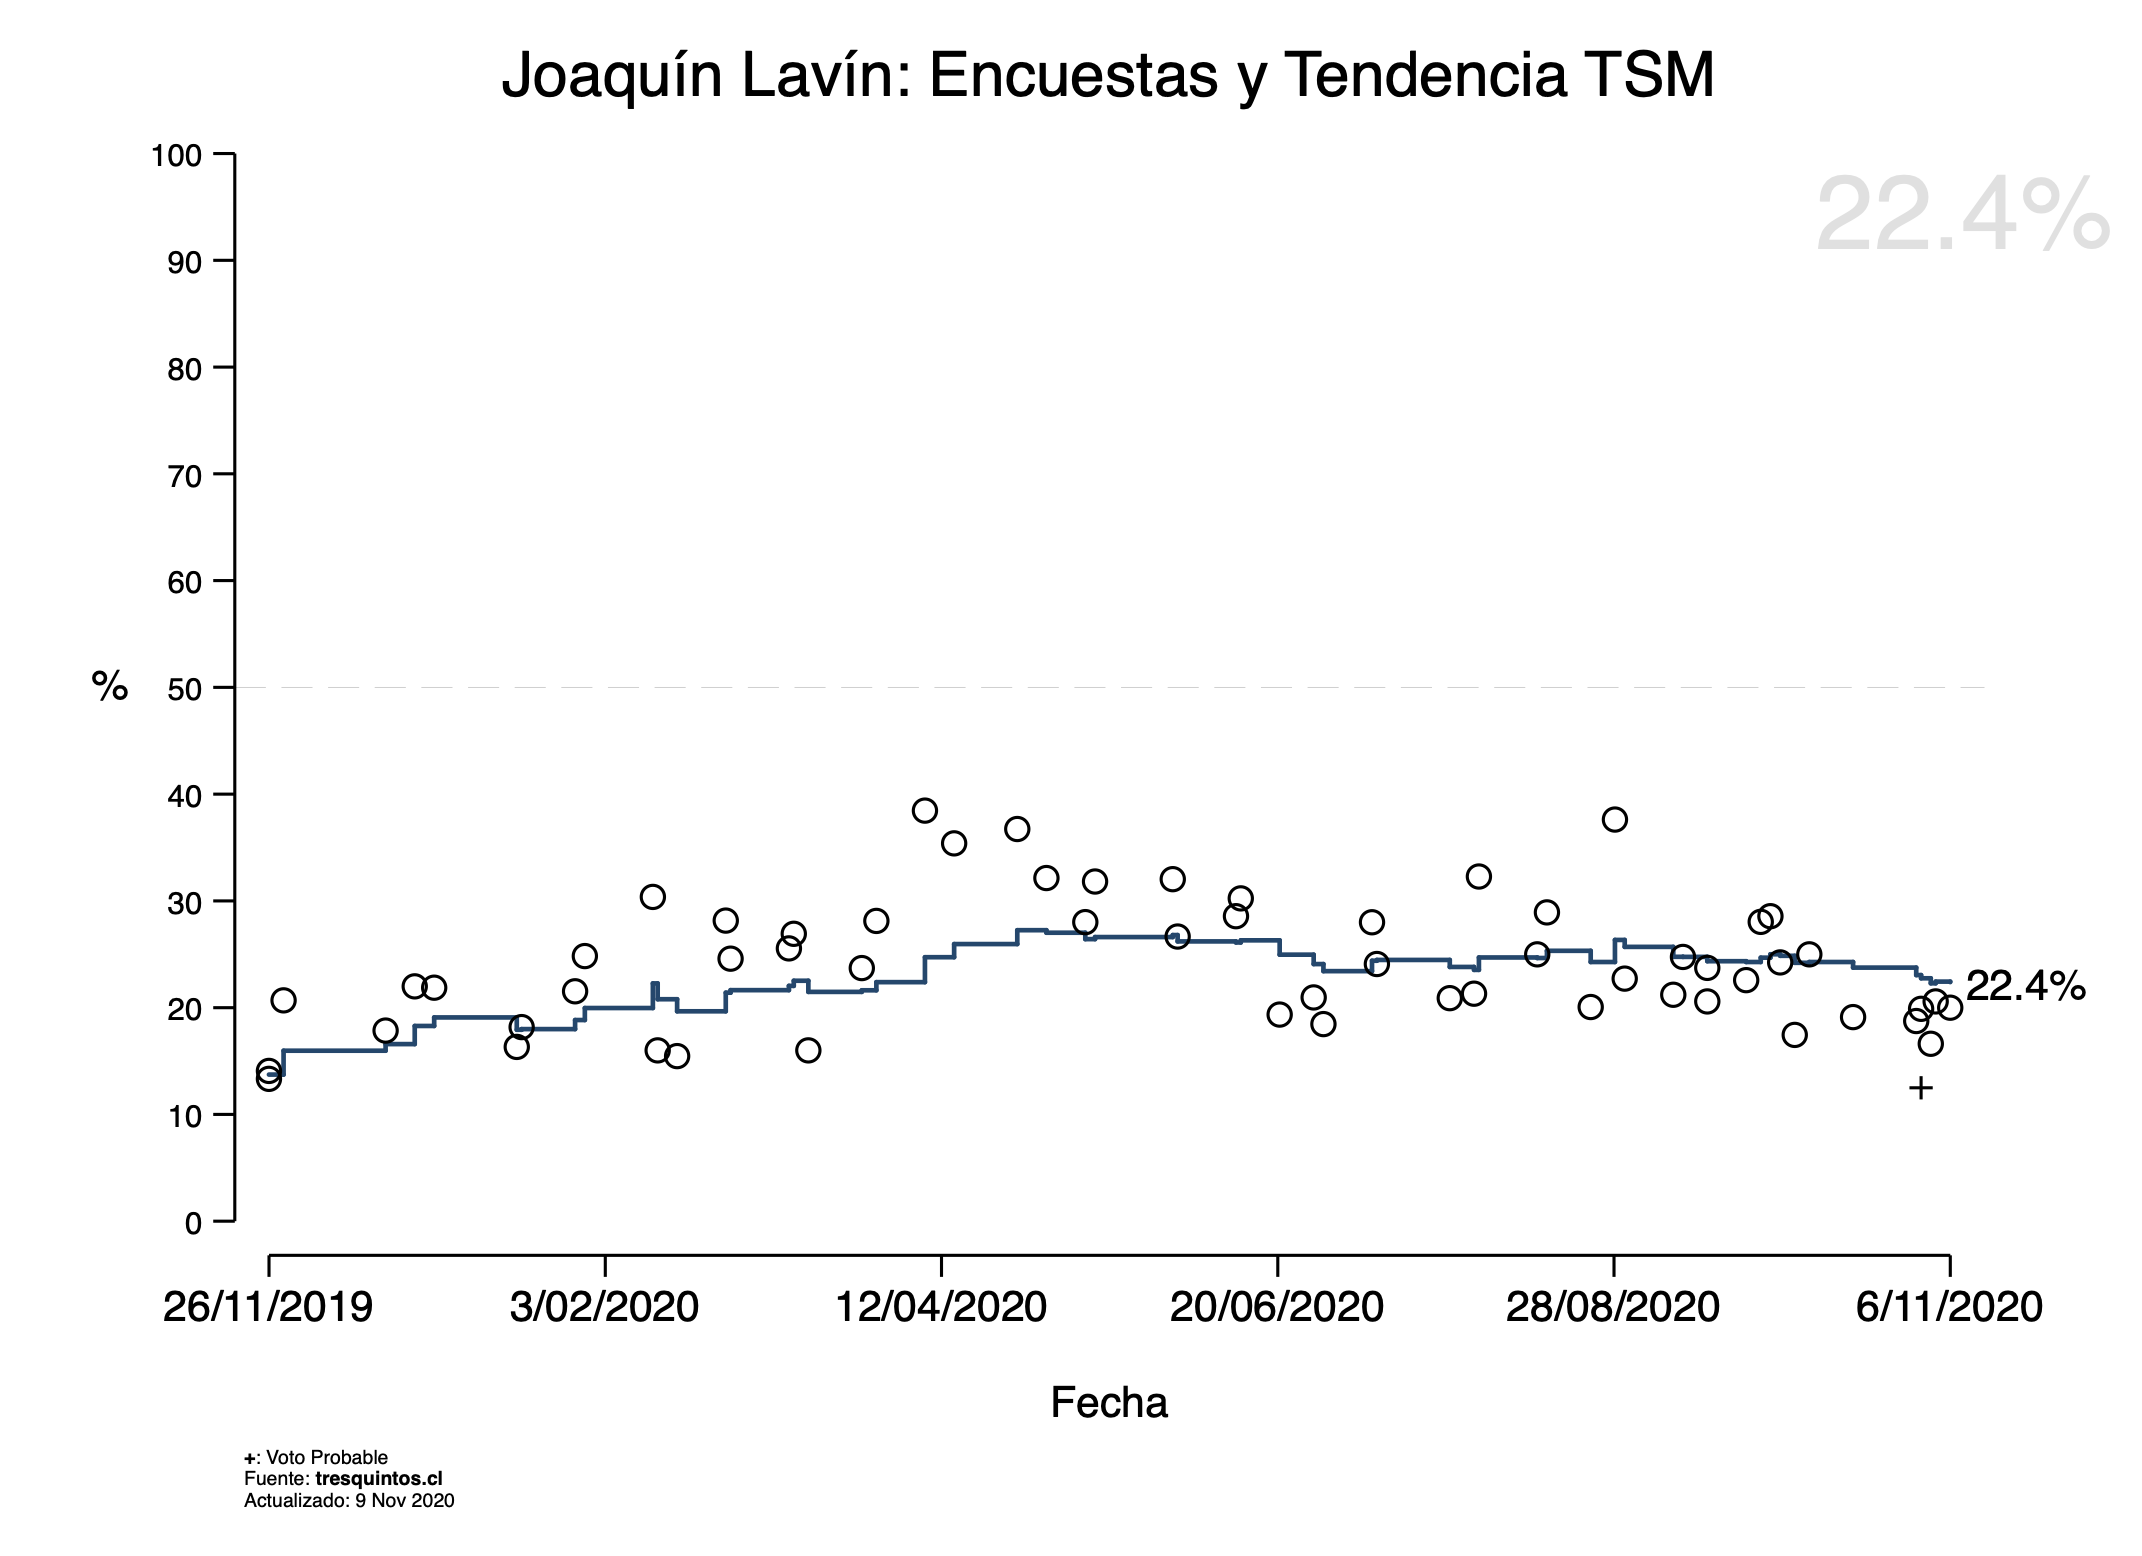 Joaquín Lavín: Encuestas y Tendencia TSM
22.4%
100
90
80
70
60
50
40
30
20
10
0
%
22.4%
26/11/2019 3/02/2020 12/04/2020 20/06/2020 28/08/2020 6/11/2020
Fecha
+: Voto Probable
Fuente: tresquintos.cl
Actualizado: 9 Nov 2020